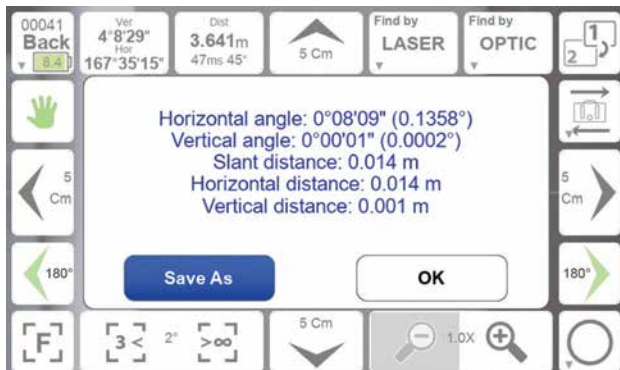 00041
Back
8.4
Ver
4°8'29"
Hor
167°35'15"
Dist
3.641m
47ms 45°
5 Cm
Find by
LASER
Find by
OPTIC
1
2
Horizontal angle: 0°08'09" (0.1358°)
Vertical angle: 0°00'01" (0.0002°)
Slant distance: 0.014 m
Horizontal distance: 0.014 m
Vertical distance: 0.001 m
5
Cm
5
Cm
180°
180°
Save As
OK
F
3 <
2°
>∞
5 Cm
1.0X